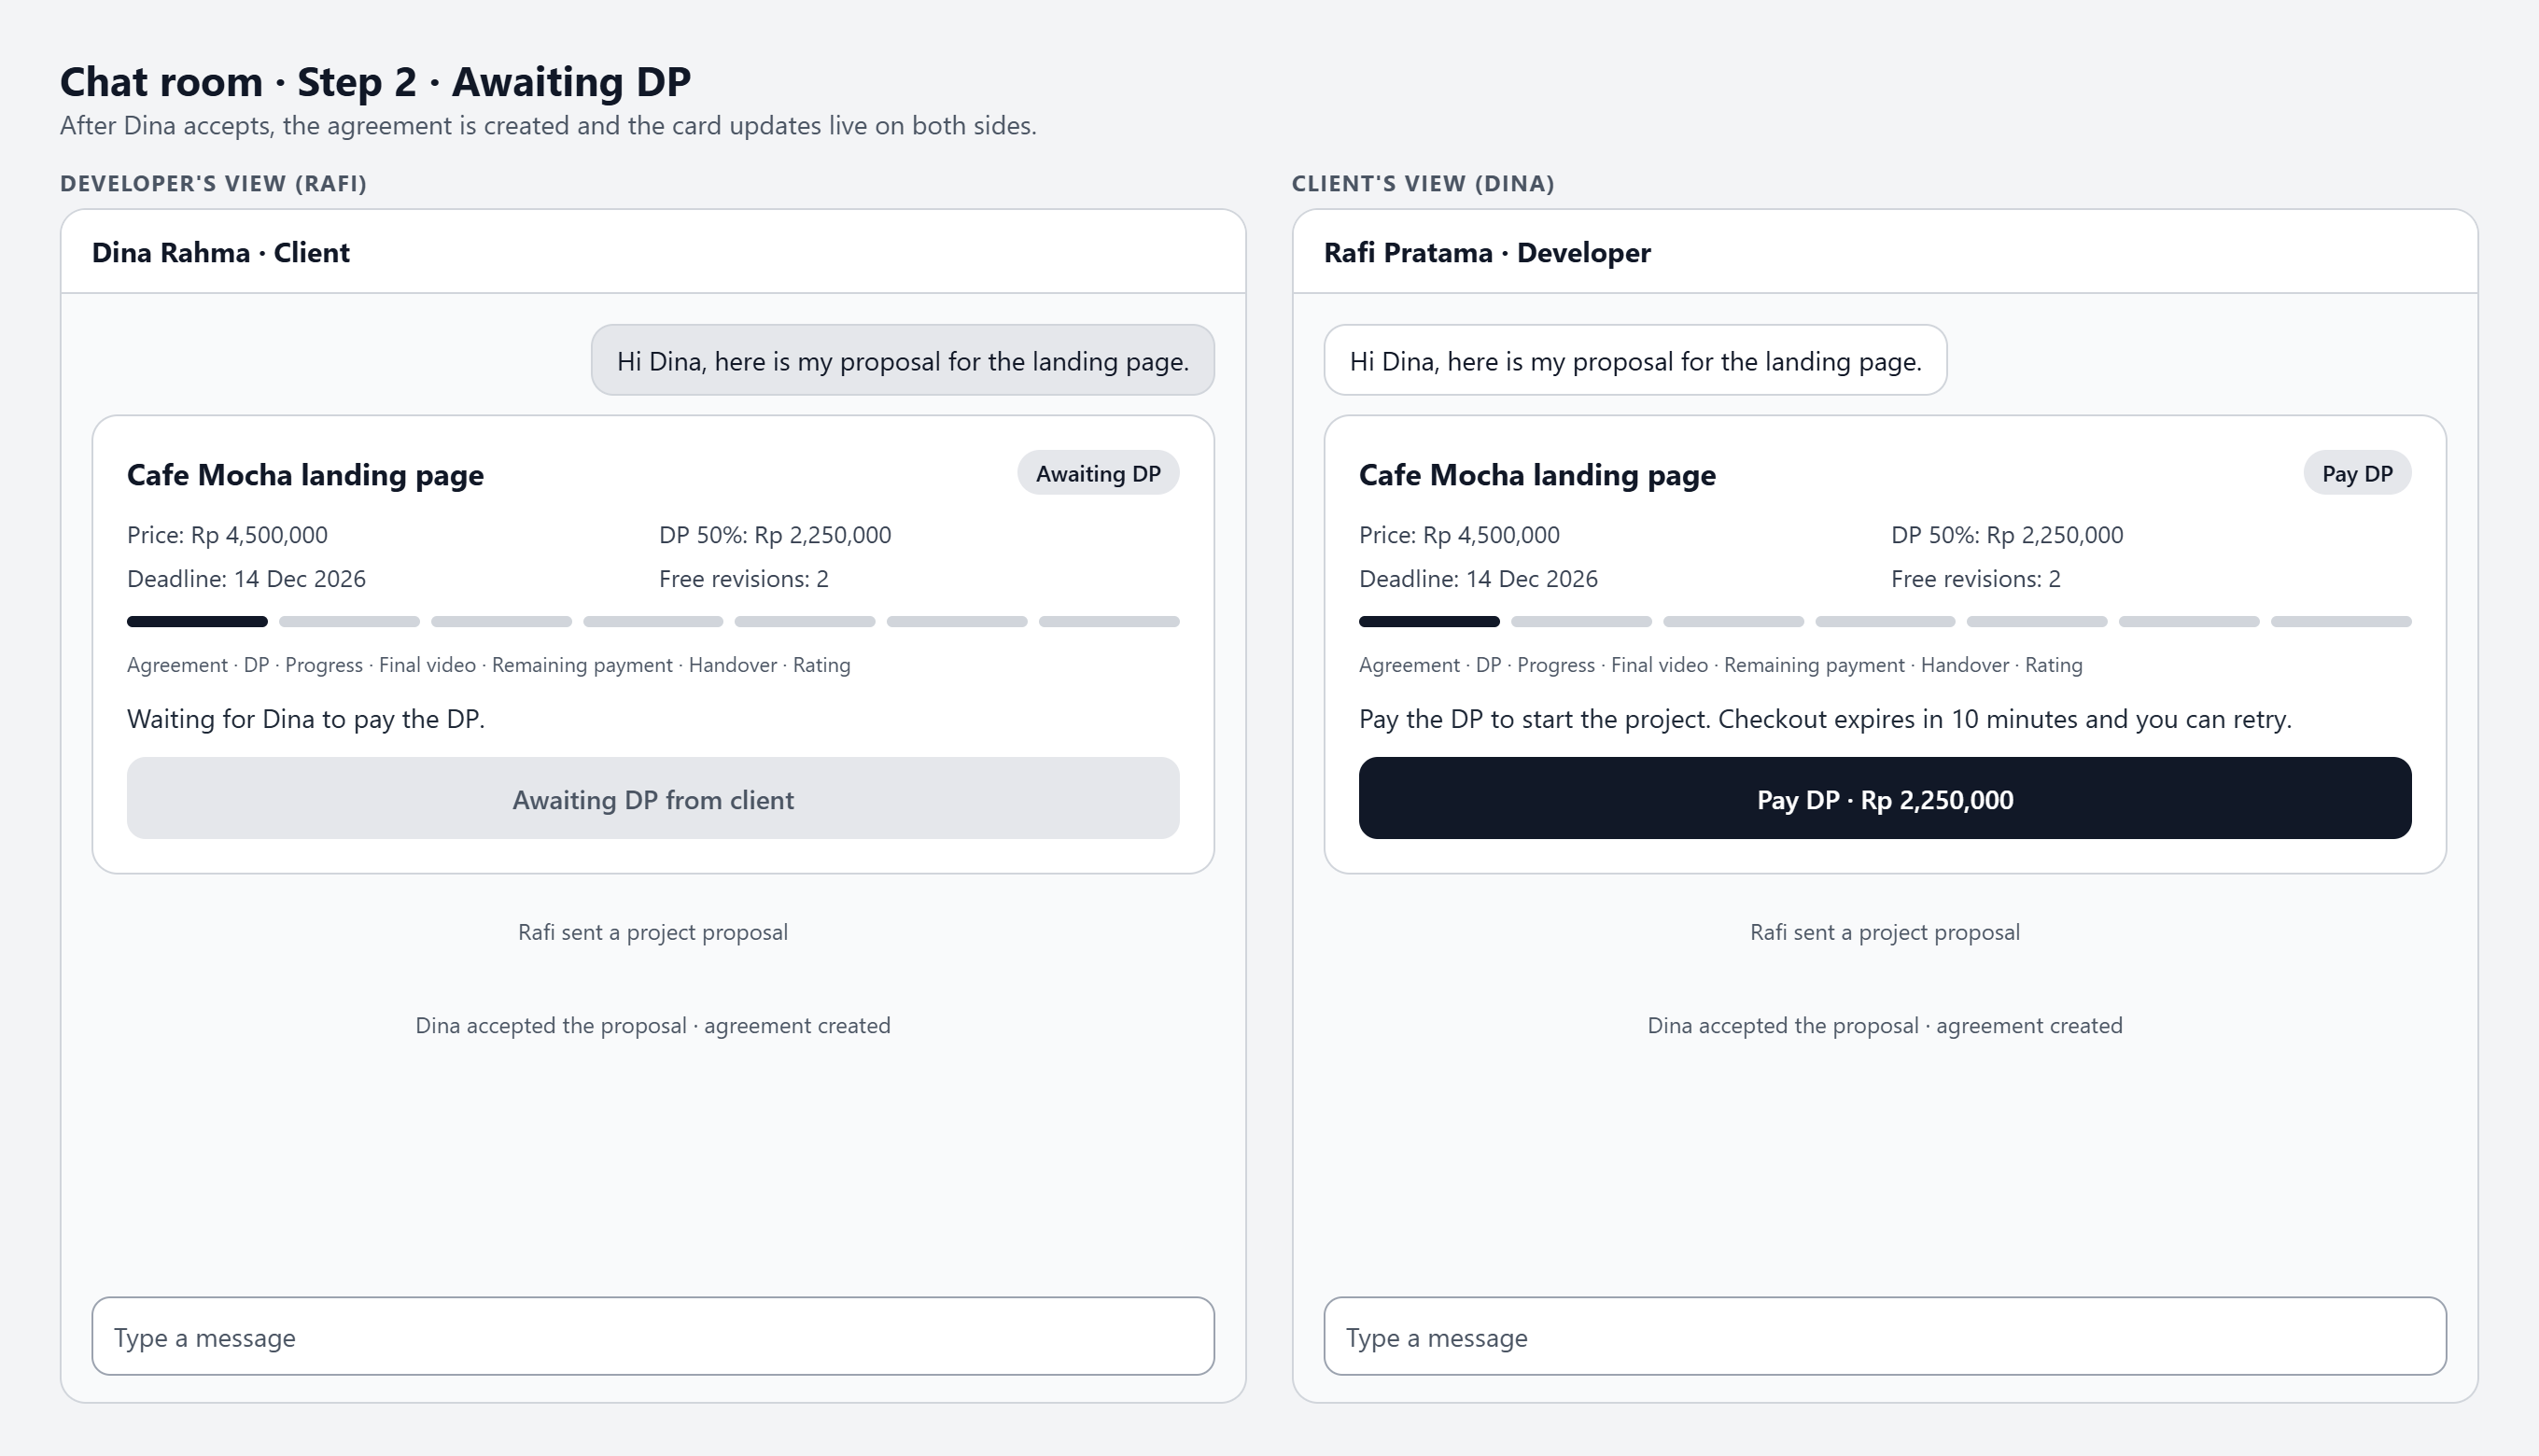 Chat room · Step 2 · Awaiting DP
After Dina accepts, the agreement is created and the card updates live on both sides.
DEVELOPER'S VIEW (RAFI)
Dina Rahma · Client
Hi Dina, here is my proposal for the landing page.
Cafe Mocha landing page
Awaiting DP
Price: Rp 4,500,000
DP 50%: Rp 2,250,000
Deadline: 14 Dec 2026
Free revisions: 2
Agreement · DP · Progress · Final video · Remaining payment · Handover · Rating
Waiting for Dina to pay the DP.
Awaiting DP from client
Rafi sent a project proposal
Dina accepted the proposal · agreement created
Type a message
CLIENT'S VIEW (DINA)
Rafi Pratama · Developer
Hi Dina, here is my proposal for the landing page.
Cafe Mocha landing page
Pay DP
Price: Rp 4,500,000
DP 50%: Rp 2,250,000
Deadline: 14 Dec 2026
Free revisions: 2
Agreement · DP · Progress · Final video · Remaining payment · Handover · Rating
Pay the DP to start the project. Checkout expires in 10 minutes and you can retry.
Pay DP · Rp 2,250,000
Rafi sent a project proposal
Dina accepted the proposal · agreement created
Type a message